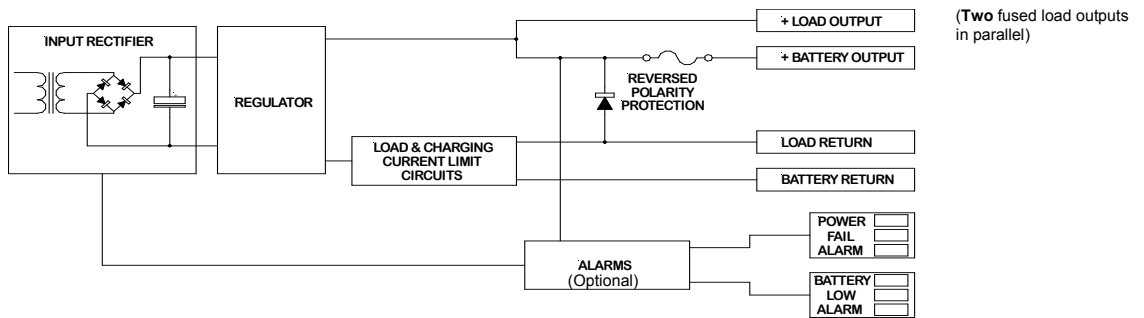 INPUT RECTIFIER
REGULATOR
LOAD & CHARGING
CURRENT LIMIT
CIRCUITS
REVERSED
POLARITY
PROTECTION
+ LOAD OUTPUT
+ BATTERY OUTPUT
LOAD RETURN
BATTERY RETURN
(Two fused load outputs
in parallel)
ALARMS
(Optional)
POWER
FAIL
ALARM
BATTERY
LOW
ALARM